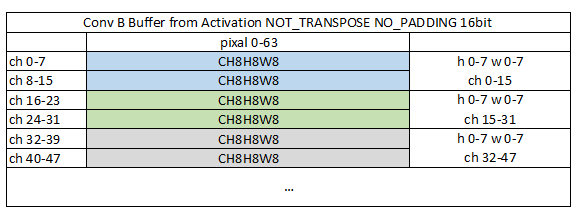 Conv B Buffer from Activation NOT_TRANSPOSE NO_PADDING 16bit
pixal 0-63
ch 0-7 CH8H8W8 h 0-7 w 0-7
ch 8-15 CH8H8W8 ch 0-15
ch 16-23 CH8H8W8 h 0-7 w 0-7
ch 24-31 CH8H8W8 ch 15-31
ch 32-39 CH8H8W8 h 0-7 w 0-7
ch 40-47 CH8H8W8 ch 32-47
...